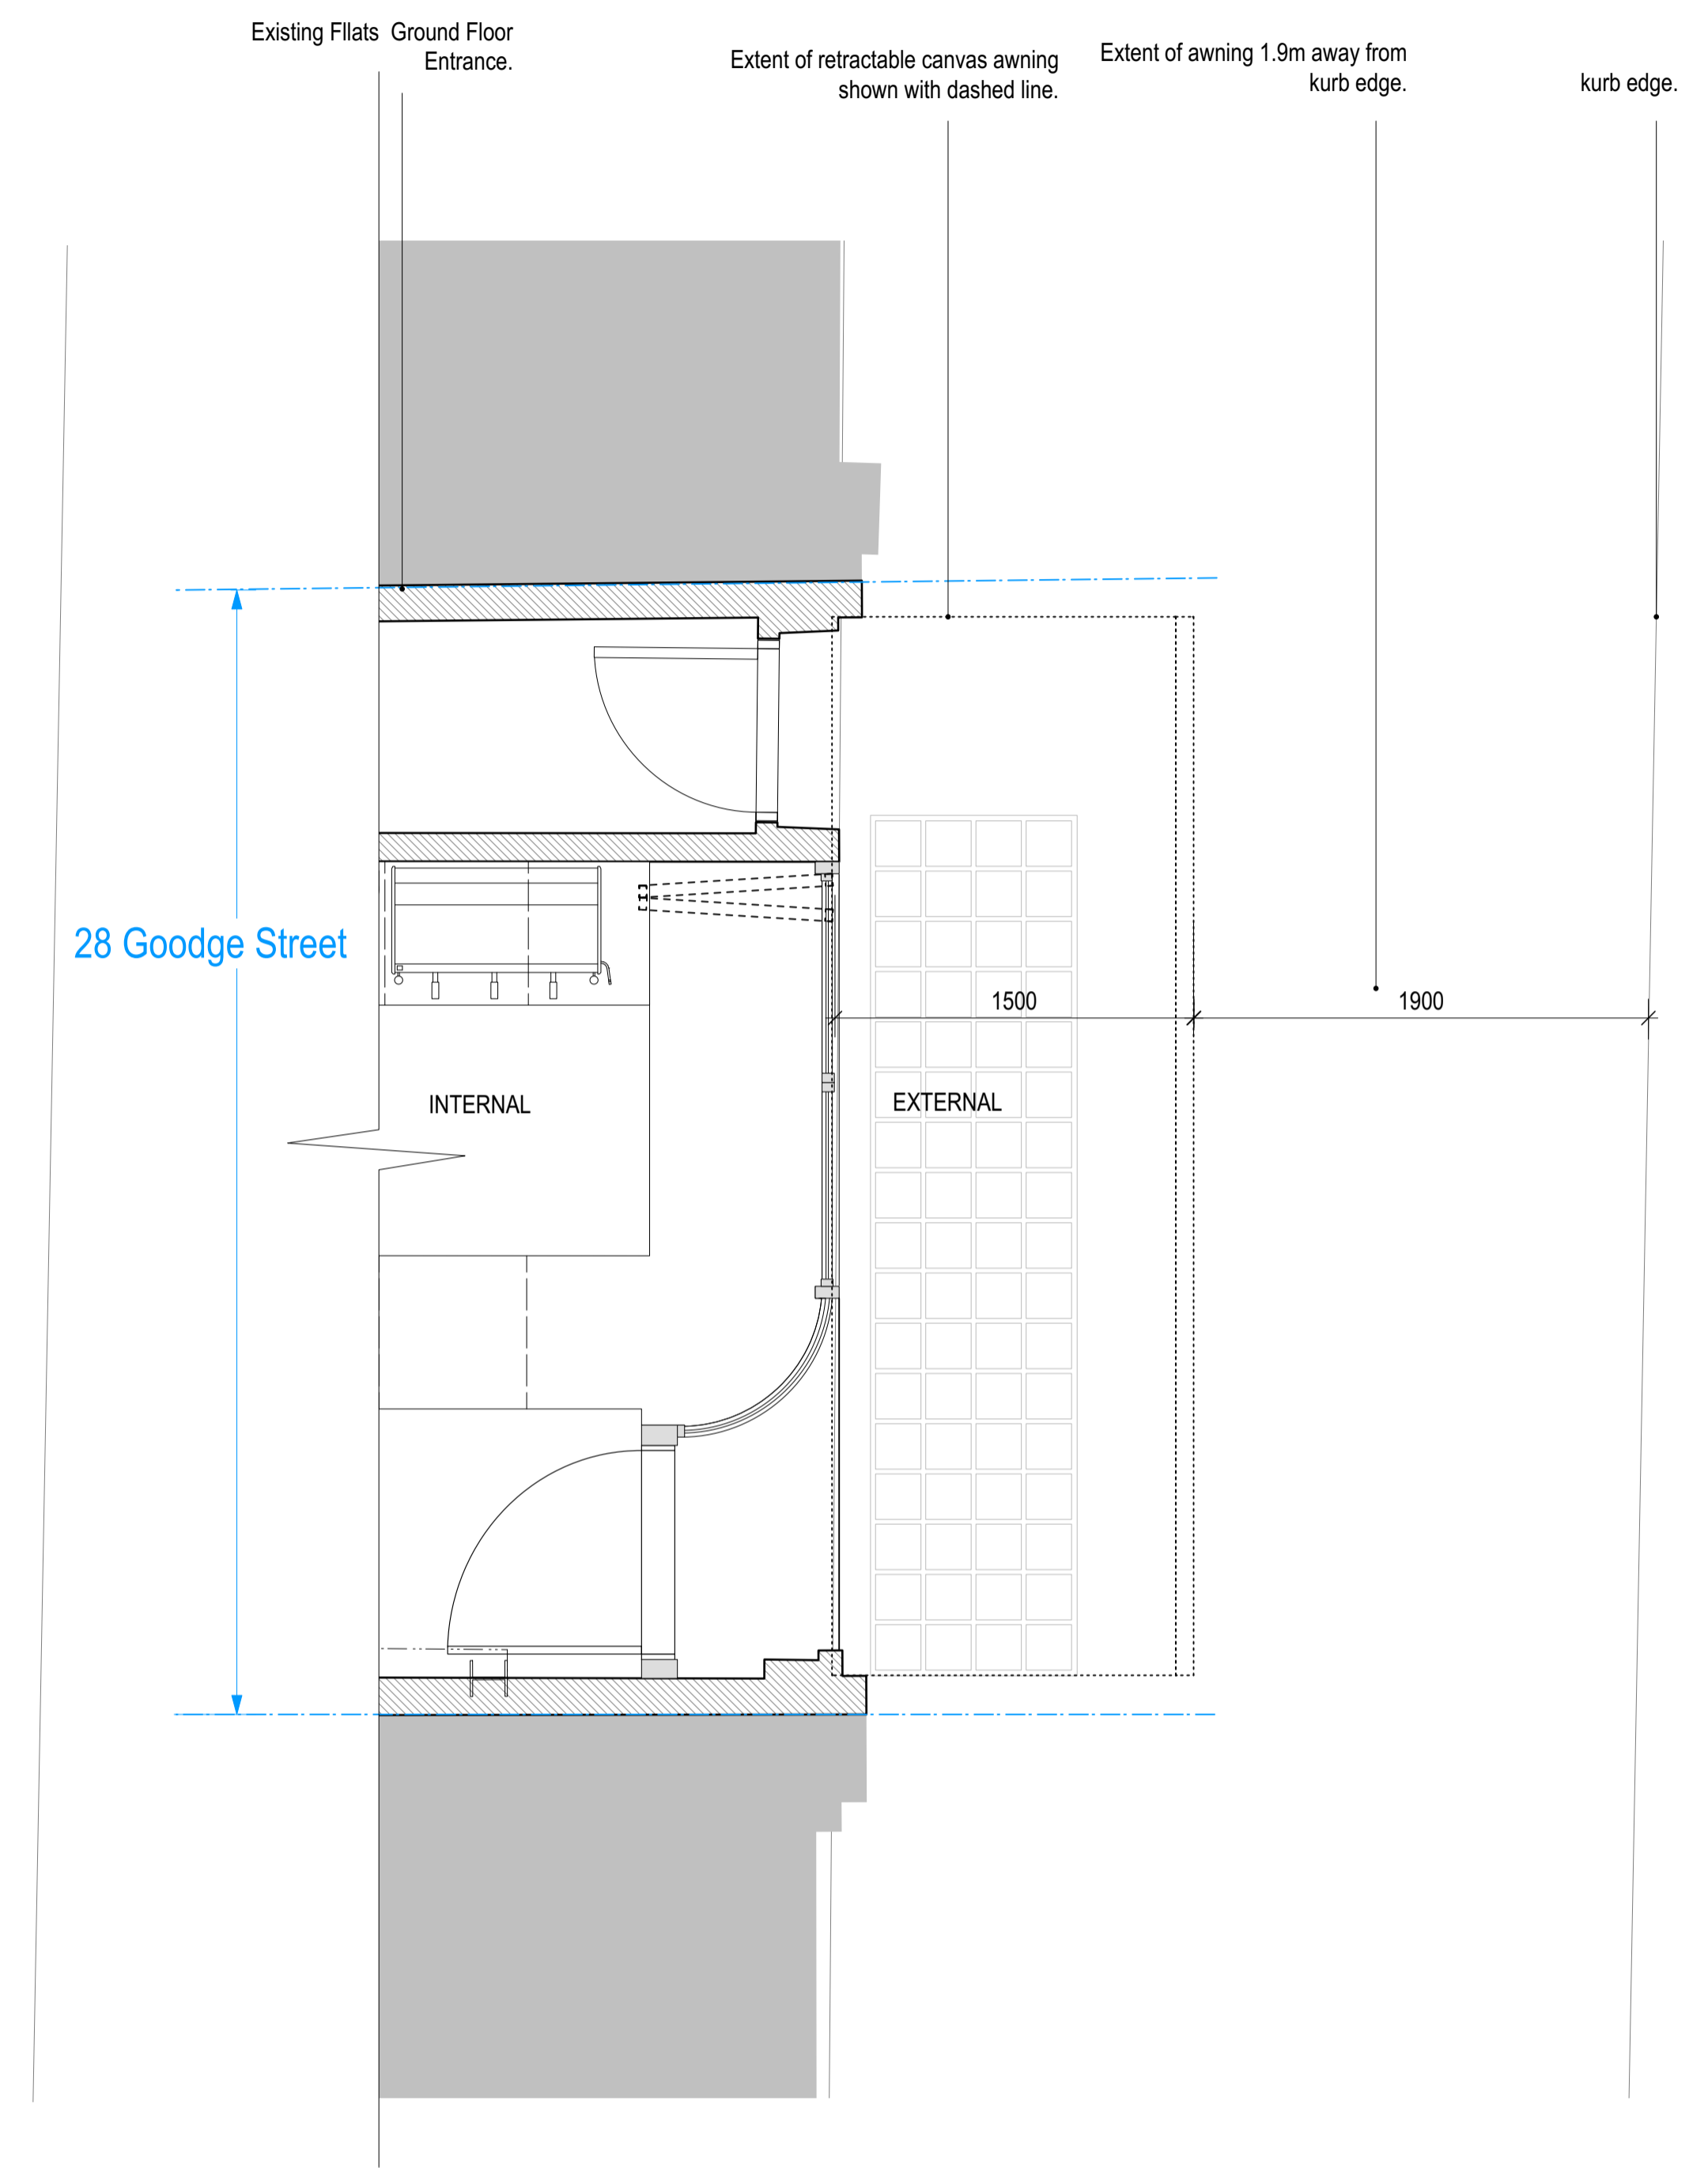 Existing Fllats Ground Floor
Entrance.
Extent of retractable canvas awning
shown with dashed line.
Extent of awning 1.9m away from
kurb edge.
kurb edge.
28 Goodge Street
1500
1900
INTERNAL
EXTERNAL